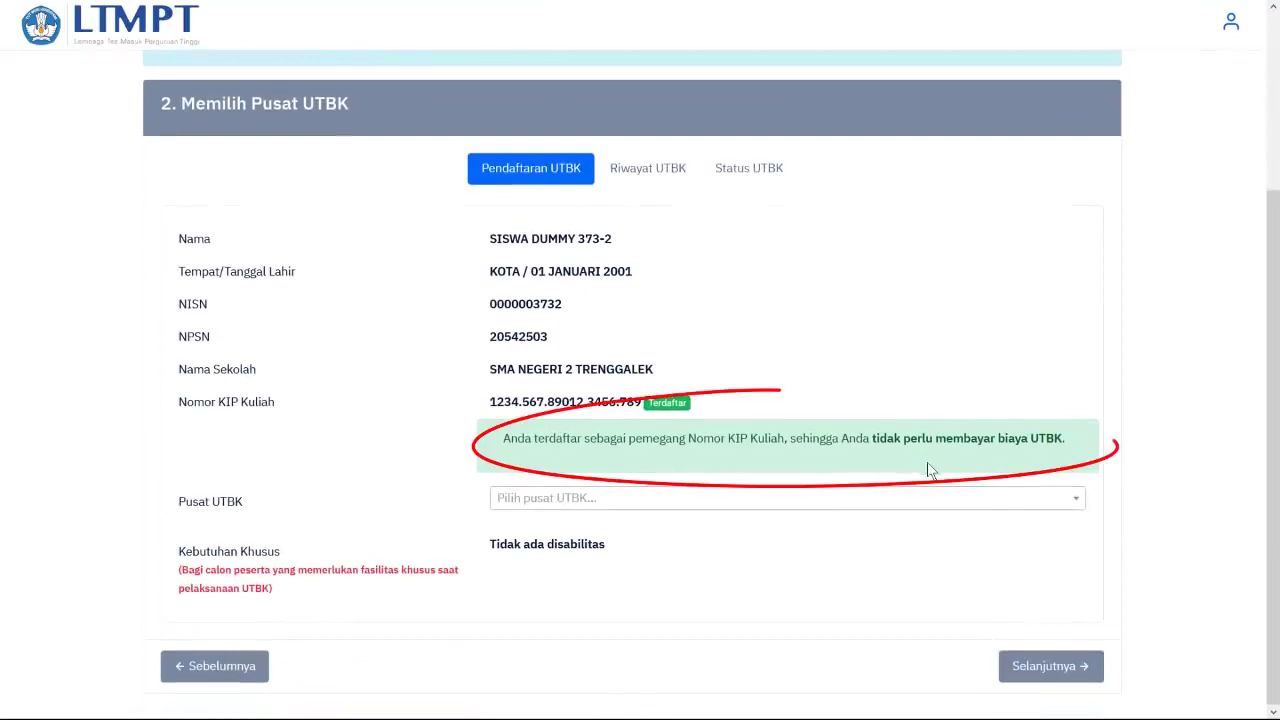 LTMPT
Lembaga Tes Masuk Perguruan Tinggi
2. Memilih Pusat UTBK
Pendaftaran UTBK Riwayat UTBK Status UTBK
Nama SISWA DUMMY 373-2
Tempat/Tanggal Lahir KOTA / 01 JANUARI 2001
NISN 0000003732
NPSN 20542503
Nama Sekolah SMA NEGERI 2 TRENGGALEK
Nomor KIP Kuliah 1234.567.89012.3456.789 Terdaftar
Anda terdaftar sebagai pemegang Nomor KIP Kuliah, sehingga Anda tidak perlu membayar biaya UTBK.
Pusat UTBK Pilih pusat UTBK...
Kebutuhan Khusus Tidak ada disabilitas
(Bagi calon peserta yang memerlukan fasilitas khusus saat
pelaksanaan UTBK)
← Sebelumnya Selanjutnya →